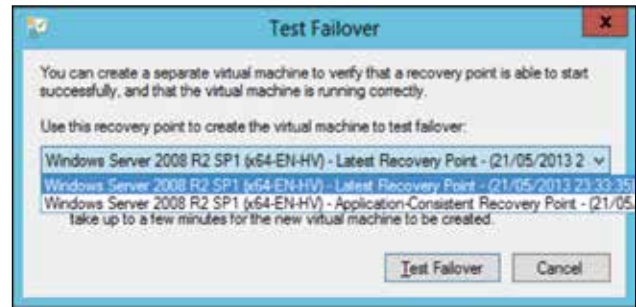 Test Failover
x
You can create a separate virtual machine to verify that a recovery point is able to start
successfully, and that the virtual machine is running correctly.
Use this recovery point to create the virtual machine to test failover:
Windows Server 2008 R2 SP1 (x64-EN-HV) - Latest Recovery Point - (21/05/2013 2
Windows Server 2008 R2 SP1 (x64-EN-HV) - Latest Recovery Point - (21/05/2013 23:33:35)
Windows Server 2008 R2 SP1 (x64-EN-HV) - Application-Consistent Recovery Point - (21/05
take up to a few minutes for the new virtual machine to be created.
Test Failover Cancel